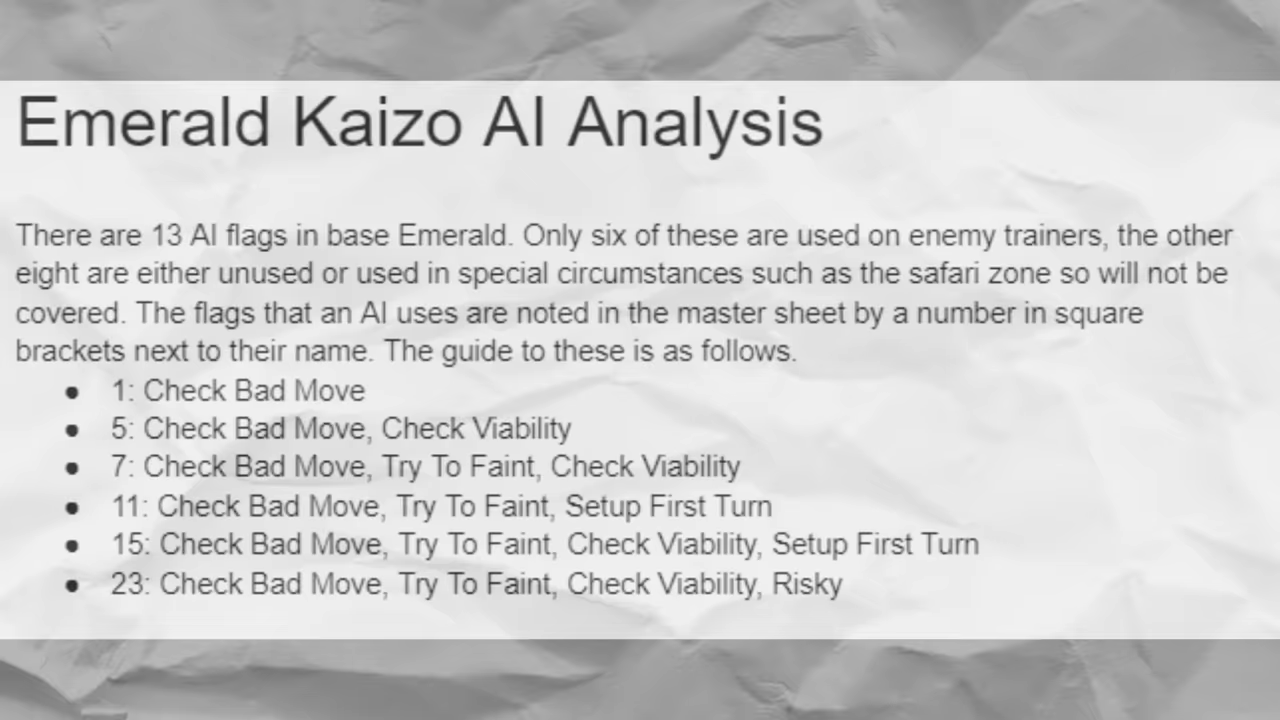 Emerald Kaizo AI Analysis
There are 13 AI flags in base Emerald. Only six of these are used on enemy trainers, the other
eight are either unused or used in special circumstances such as the safari zone so will not be
covered. The flags that an AI uses are noted in the master sheet by a number in square
brackets next to their name. The guide to these is as follows.
● 1: Check Bad Move
● 5: Check Bad Move, Check Viability
● 7: Check Bad Move, Try To Faint, Check Viability
● 11: Check Bad Move, Try To Faint, Setup First Turn
● 15: Check Bad Move, Try To Faint, Check Viability, Setup First Turn
● 23: Check Bad Move, Try To Faint, Check Viability, Risky